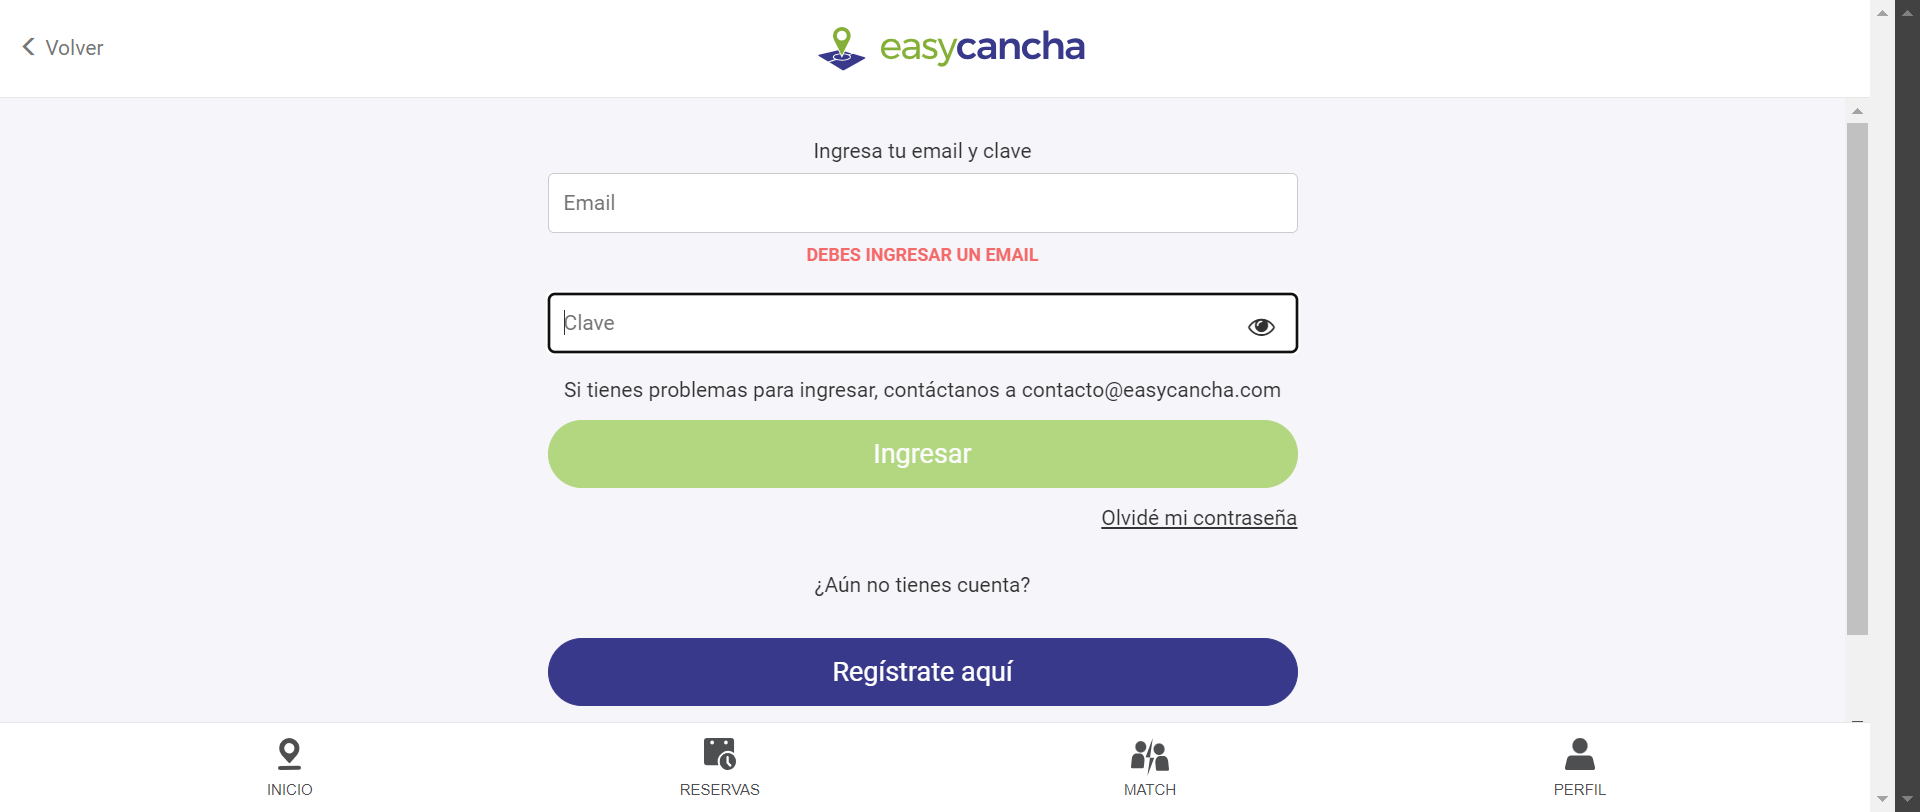 Volver
easycancha
Ingresa tu email y clave
Email
DEBES INGRESAR UN EMAIL
Clave
Si tienes problemas para ingresar, contáctanos a contacto@easycancha.com
Ingresar
Olvidé mi contraseña
¿Aún no tienes cuenta?
Regístrate aquí
INICIO
RESERVAS
MATCH
PERFIL